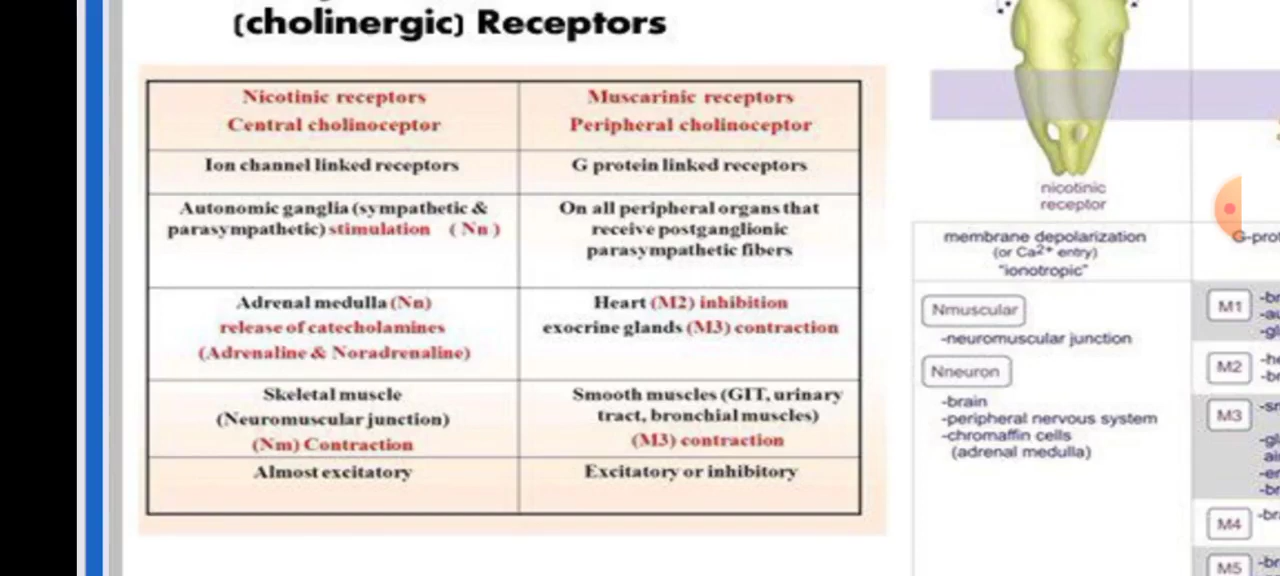 (cholinergic) Receptors
Nicotinic receptors
Central cholinoceptor
Muscarinic receptors
Peripheral cholinoceptor
Ion channel linked receptors
G protein linked receptors
Autonomic ganglia (sympathetic &
parasympathetic) stimulation ( Nn )
On all peripheral organs that
receive postganglionic
parasympathetic fibers
Adrenal medulla (Nn)
release of catecholamines
(Adrenaline & Noradrenaline)
Heart (M2) inhibition
exocrine glands (M3) contraction
Skeletal muscle
(Neuromuscular junction)
(Nm) Contraction
Smooth muscles (GIT, urinary
tract, bronchial muscles)
(M3) contraction
Almost excitatory
Excitatory or inhibitory
nicotinic
receptor
membrane depolarization
(or Ca²⁺ entry)
"ionotropic"
Nmuscular
-neuromuscular junction
Nneuron
-brain
-peripheral nervous system
-chromaffin cells
(adrenal medulla)
M1
M2
M3
M4
M5